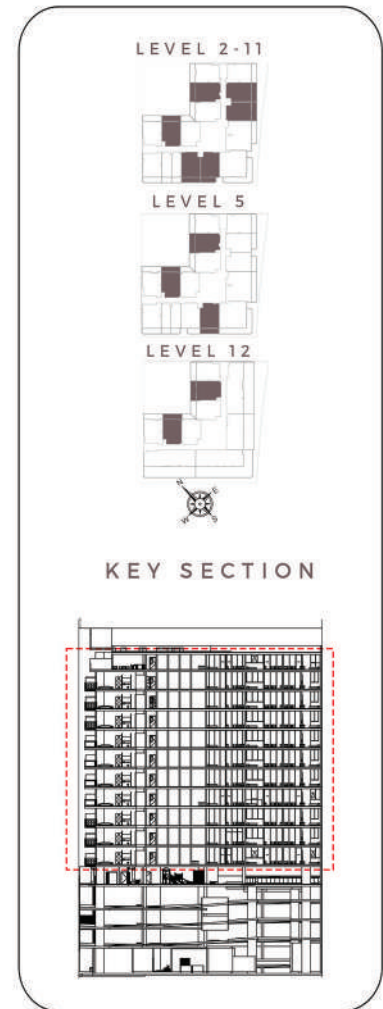 LEVEL 2-11
LEVEL 5
LEVEL 12
N
E
W
S
KEY SECTION